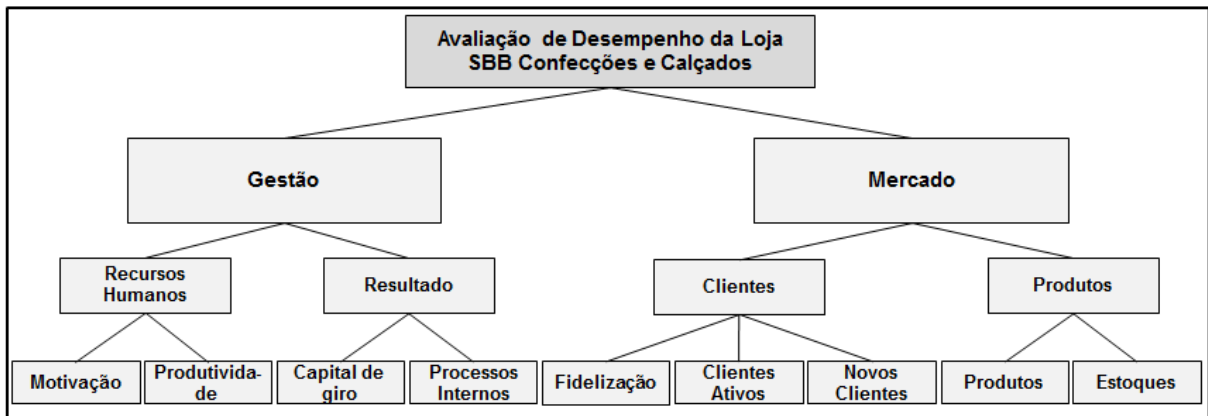 Avaliação de Desempenho da Loja
SBB Confecções e Calçados
Gestão
Mercado
Recursos
Humanos
Resultado
Clientes
Produtos
Motivação
Produtivida-
de
Capital de
giro
Processos
Internos
Fidelização
Clientes
Ativos
Novos
Clientes
Produtos
Estoques